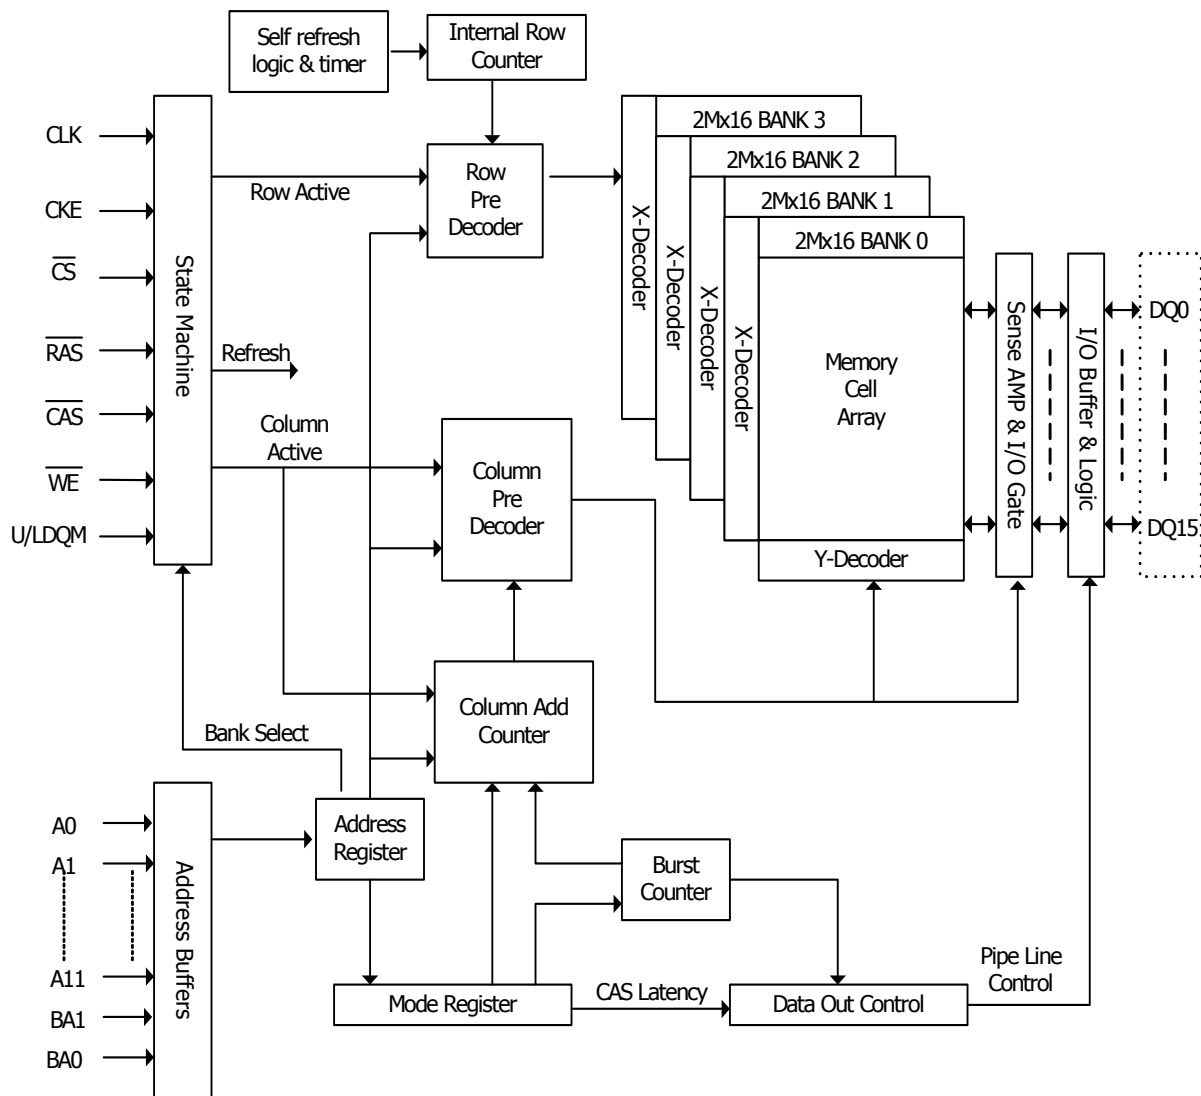 Self refresh
logic & timer
Internal Row
Counter
CLK
CKE
CS
RAS
CAS
WE
U/LDQM
State Machine
Row Active
Refresh
Column
Active
Row
Pre
Decoder
Column
Pre
Decoder
X-Decoder
X-Decoder
X-Decoder
X-Decoder
2Mx16 BANK 3
2Mx16 BANK 2
2Mx16 BANK 1
2Mx16 BANK 0
Memory
Cell
Array
Y-Decoder
Sense AMP & I/O Gate
I/O Buffer & Logic
DQ0
DQ15
Bank Select
Column Add
Counter
A0
A1
A11
BA1
BA0
Address Buffers
Address
Register
Burst
Counter
Mode Register
CAS Latency
Data Out Control
Pipe Line
Control